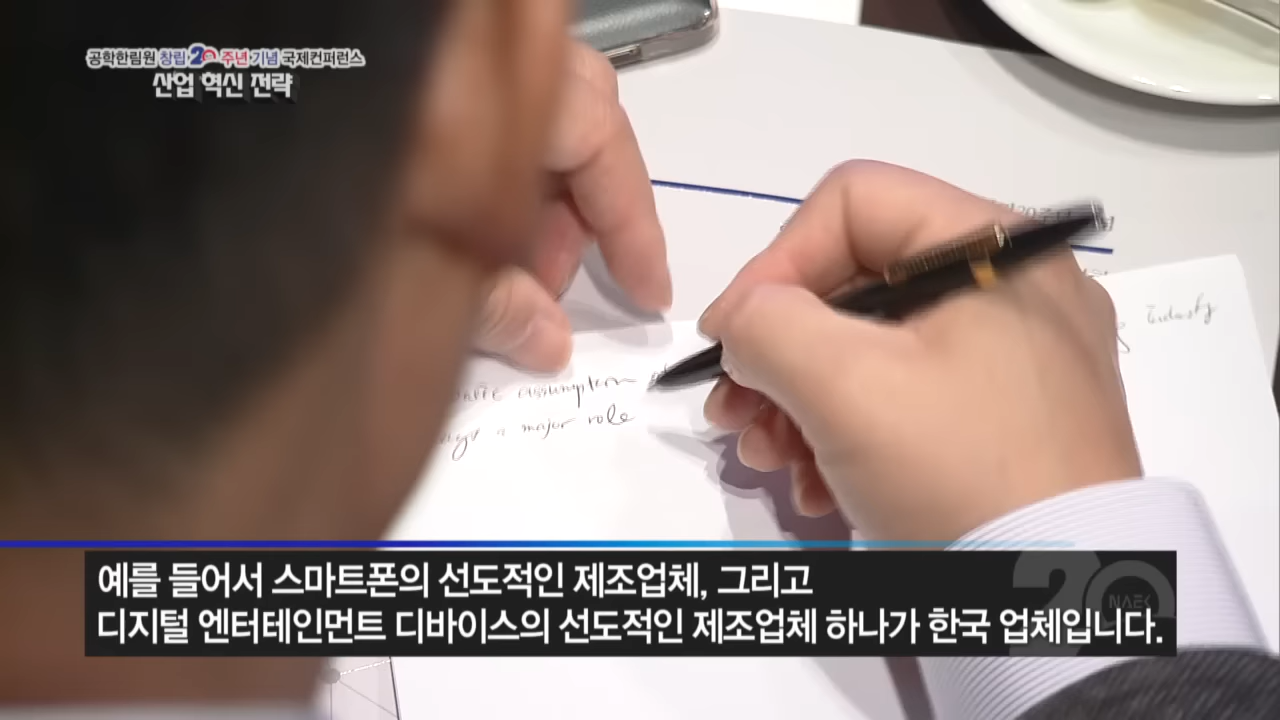 공학한림원 창립 20주년 기념 국제컨퍼런스
산업 혁신 전략
industry
assumption
a major role
예를 들어서 스마트폰의 선도적인 제조업체, 그리고
디지털 엔터테인먼트 디바이스의 선도적인 제조업체 하나가 한국 업체입니다.
20
NAEK